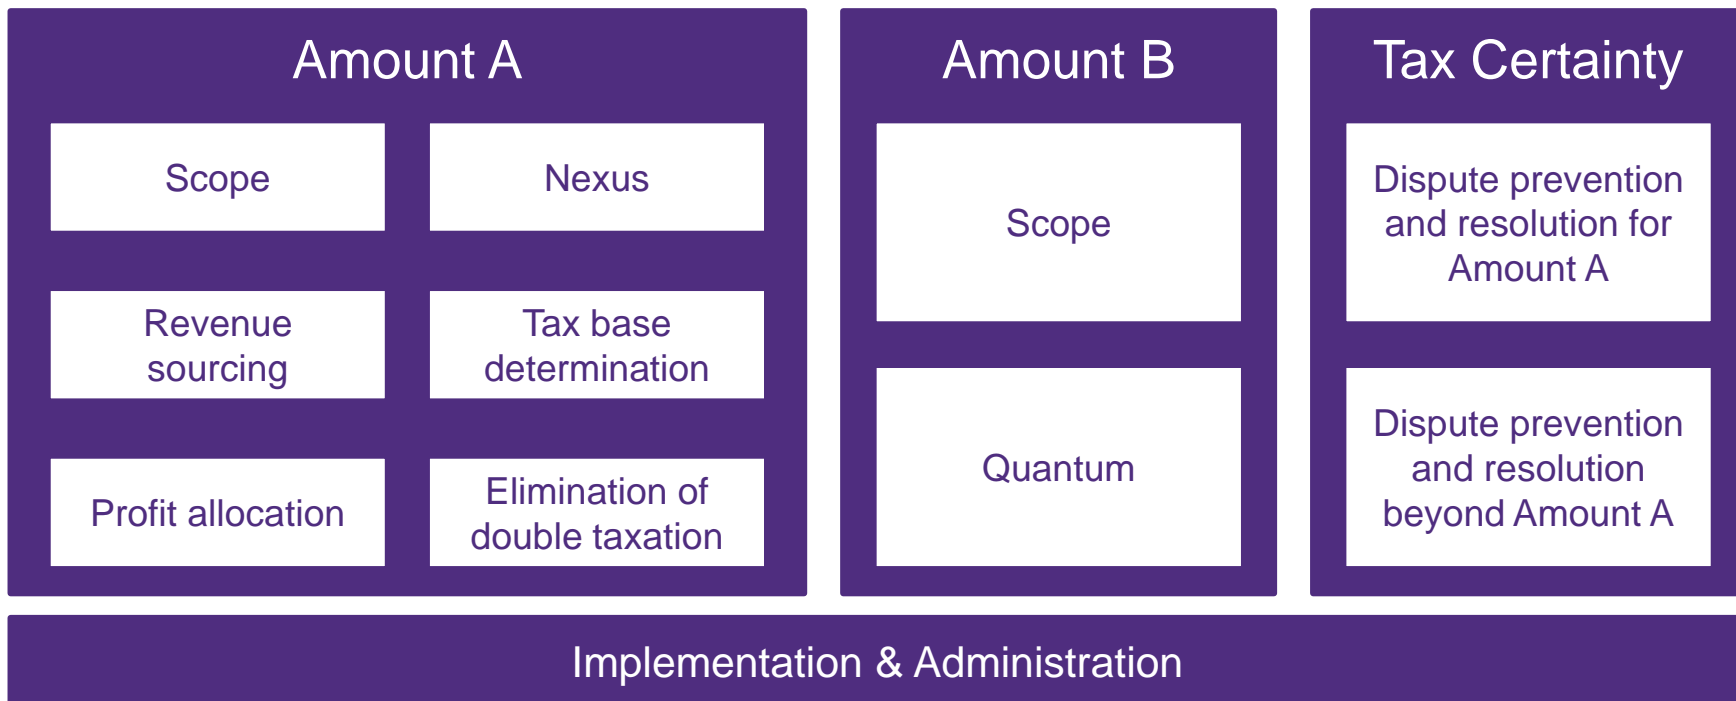 Amount A
Scope
Nexus
Revenue
sourcing
Tax base
determination
Profit allocation
Elimination of
double taxation
Amount B
Scope
Quantum
Tax Certainty
Dispute prevention
and resolution for
Amount A
Dispute prevention
and resolution
beyond Amount A
Implementation & Administration